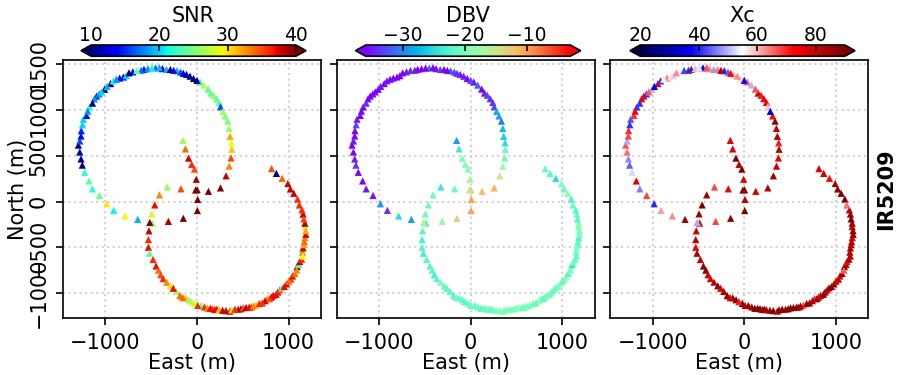 SNR DBV Xc
10 20 30 40 −30 −20 −10 20 40 60 80
1500
1000
500
0
−500
−1000
North (m)
IR5209
−1000 0 1000 −1000 0 1000 −1000 0 1000
East (m) East (m) East (m)